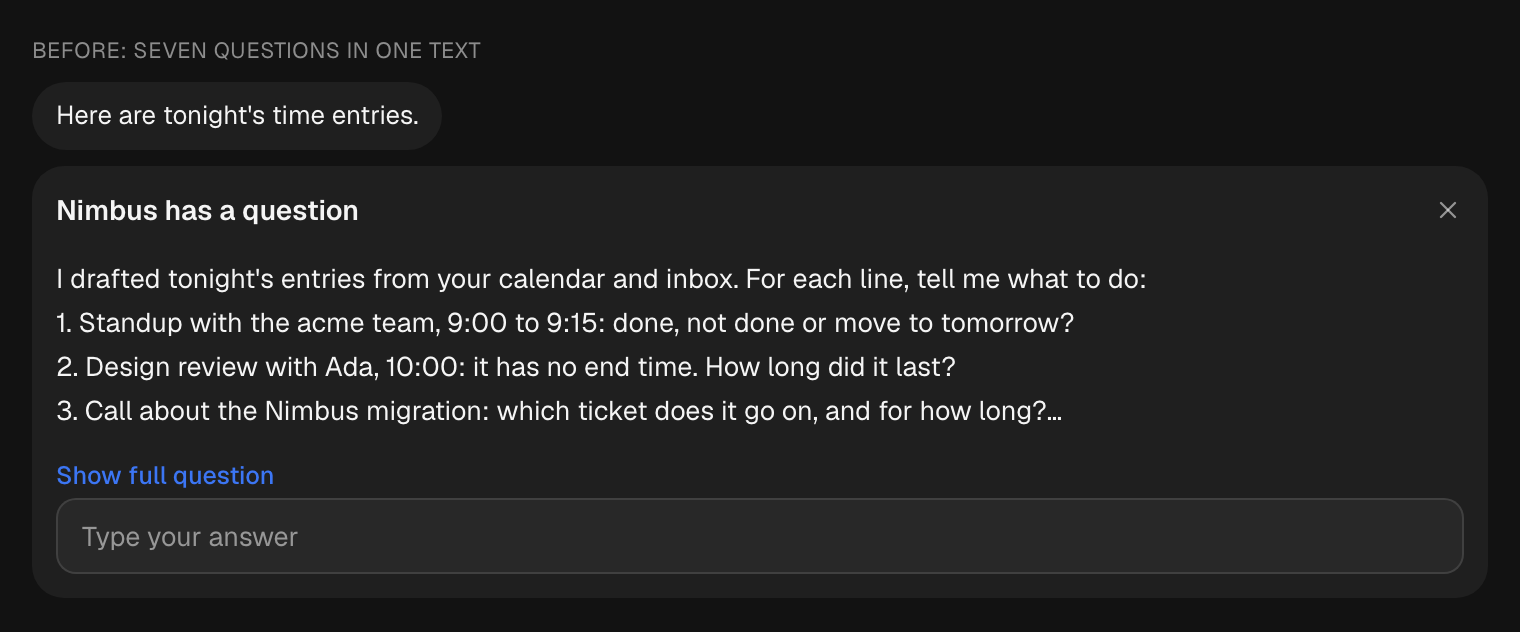 BEFORE: SEVEN QUESTIONS IN ONE TEXT
Here are tonight's time entries.
Nimbus has a question
I drafted tonight's entries from your calendar and inbox. For each line, tell me what to do:
1. Standup with the acme team, 9:00 to 9:15: done, not done or move to tomorrow?
2. Design review with Ada, 10:00: it has no end time. How long did it last?
3. Call about the Nimbus migration: which ticket does it go on, and for how long?...
Show full question
Type your answer